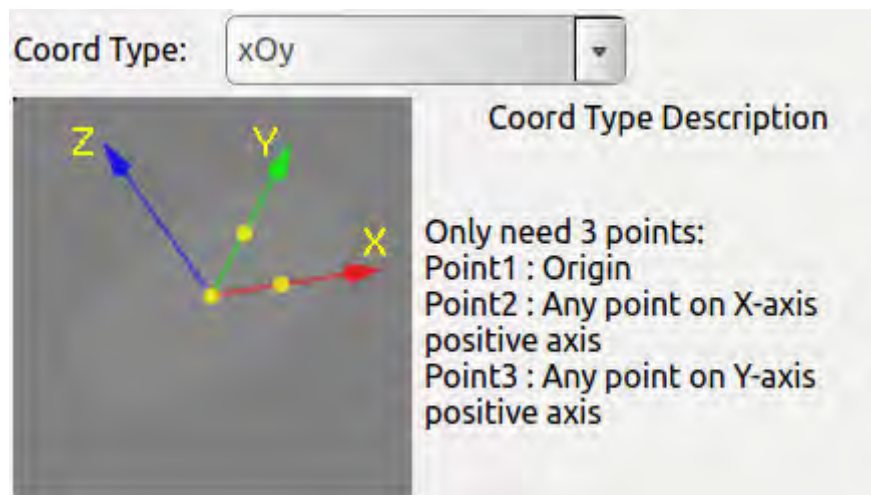 Coord Type: xOy
Z Y X
Coord Type Description
Only need 3 points:
Point1 : Origin
Point2 : Any point on X-axis
positive axis
Point3 : Any point on Y-axis
positive axis